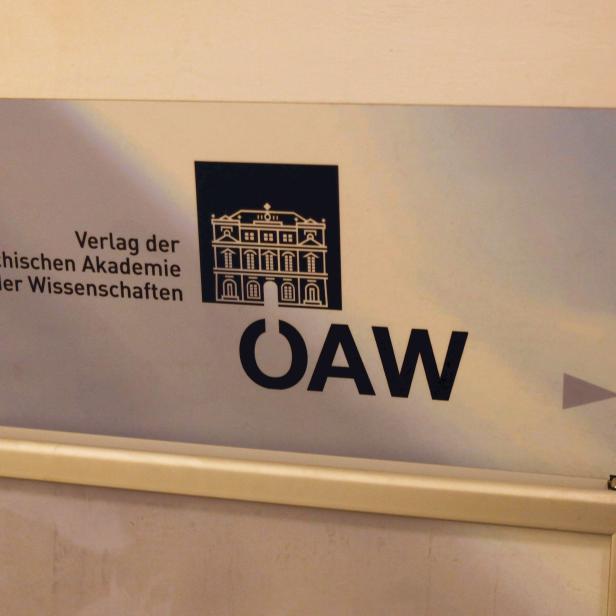 Verlag der
chischen Akademie
der Wissenschaften
ÖAW